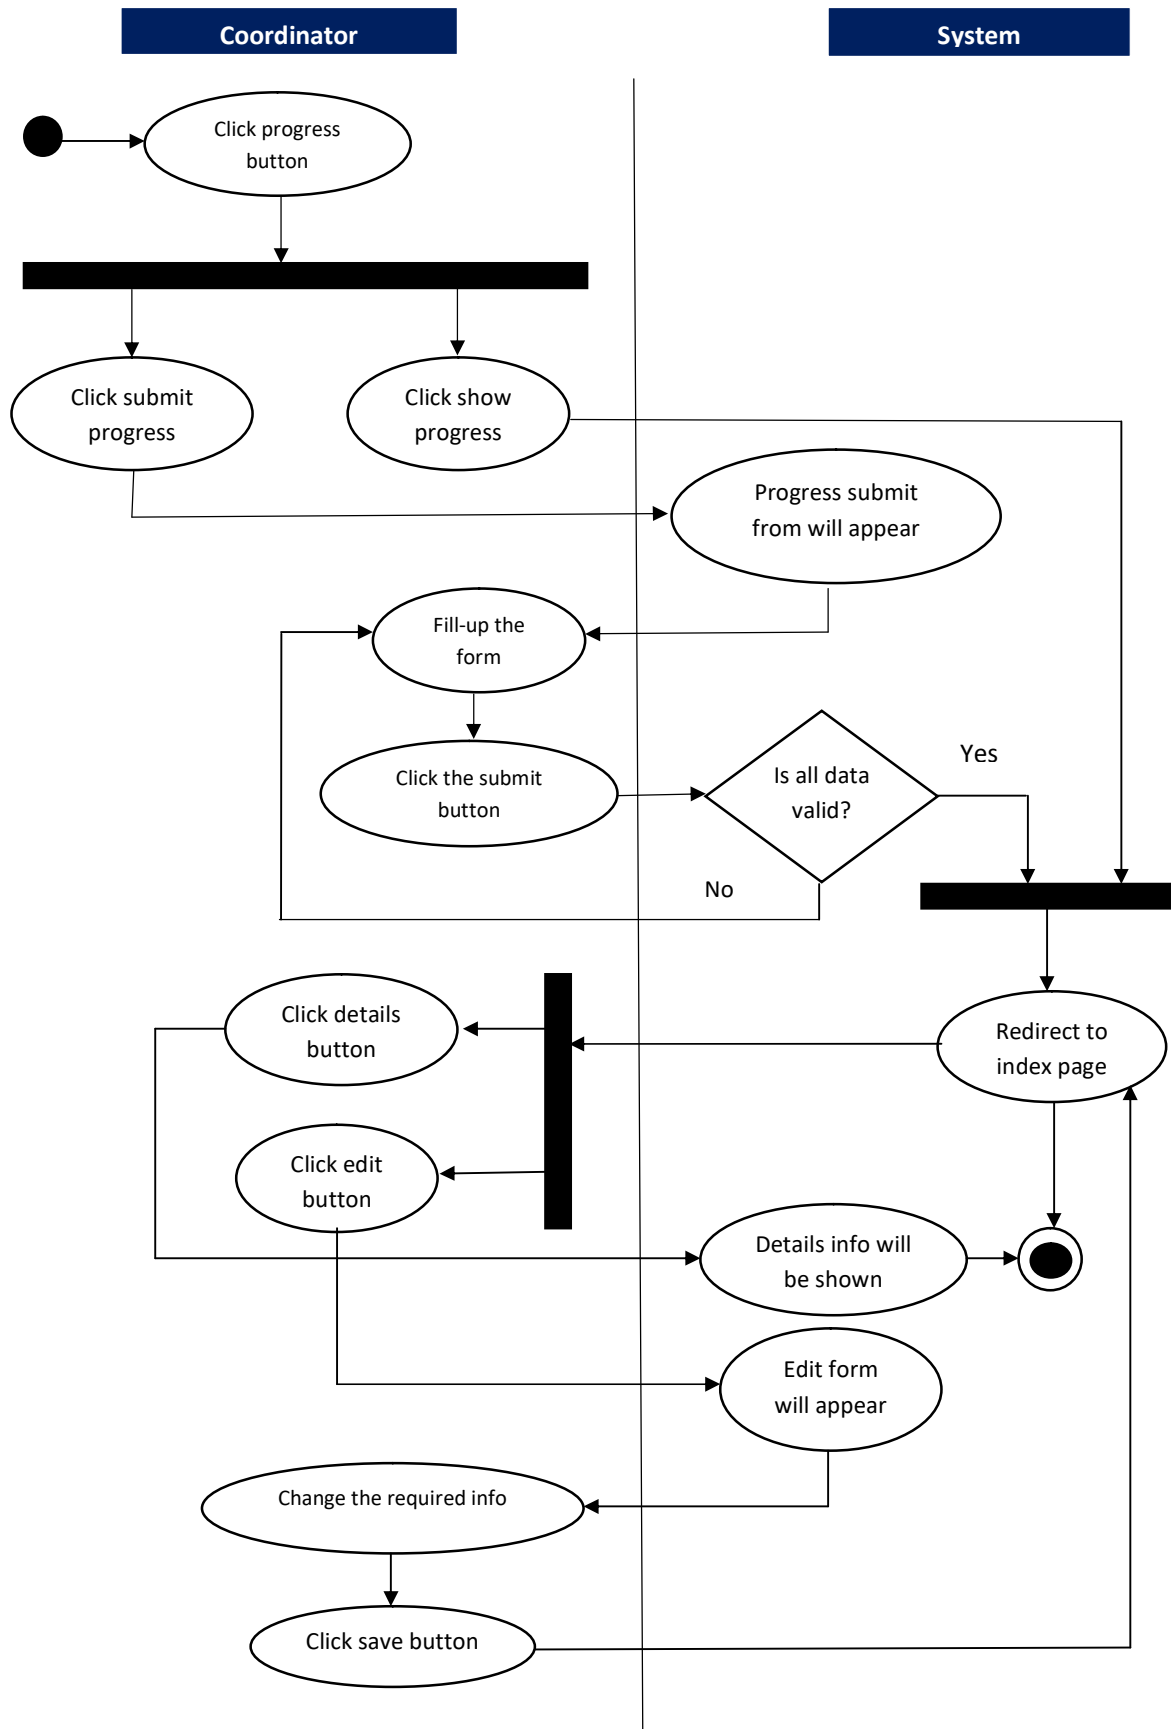 Coordinator
System
Click progress
button
Click submit
progress
Click show
progress
Progress submit
from will appear
Fill-up the
form
Click the submit
button
Is all data
valid?
Yes
No
Click details
button
Redirect to
index page
Click edit
button
Details info will
be shown
Edit form
will appear
Change the required info
Click save button